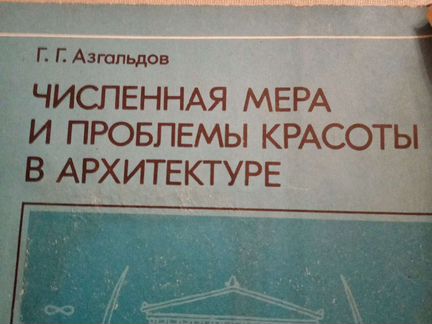 Г. Г. Азгальдов
ЧИСЛЕННАЯ МЕРА
И ПРОБЛЕМЫ КРАСОТЫ
В АРХИТЕКТУРЕ
∞